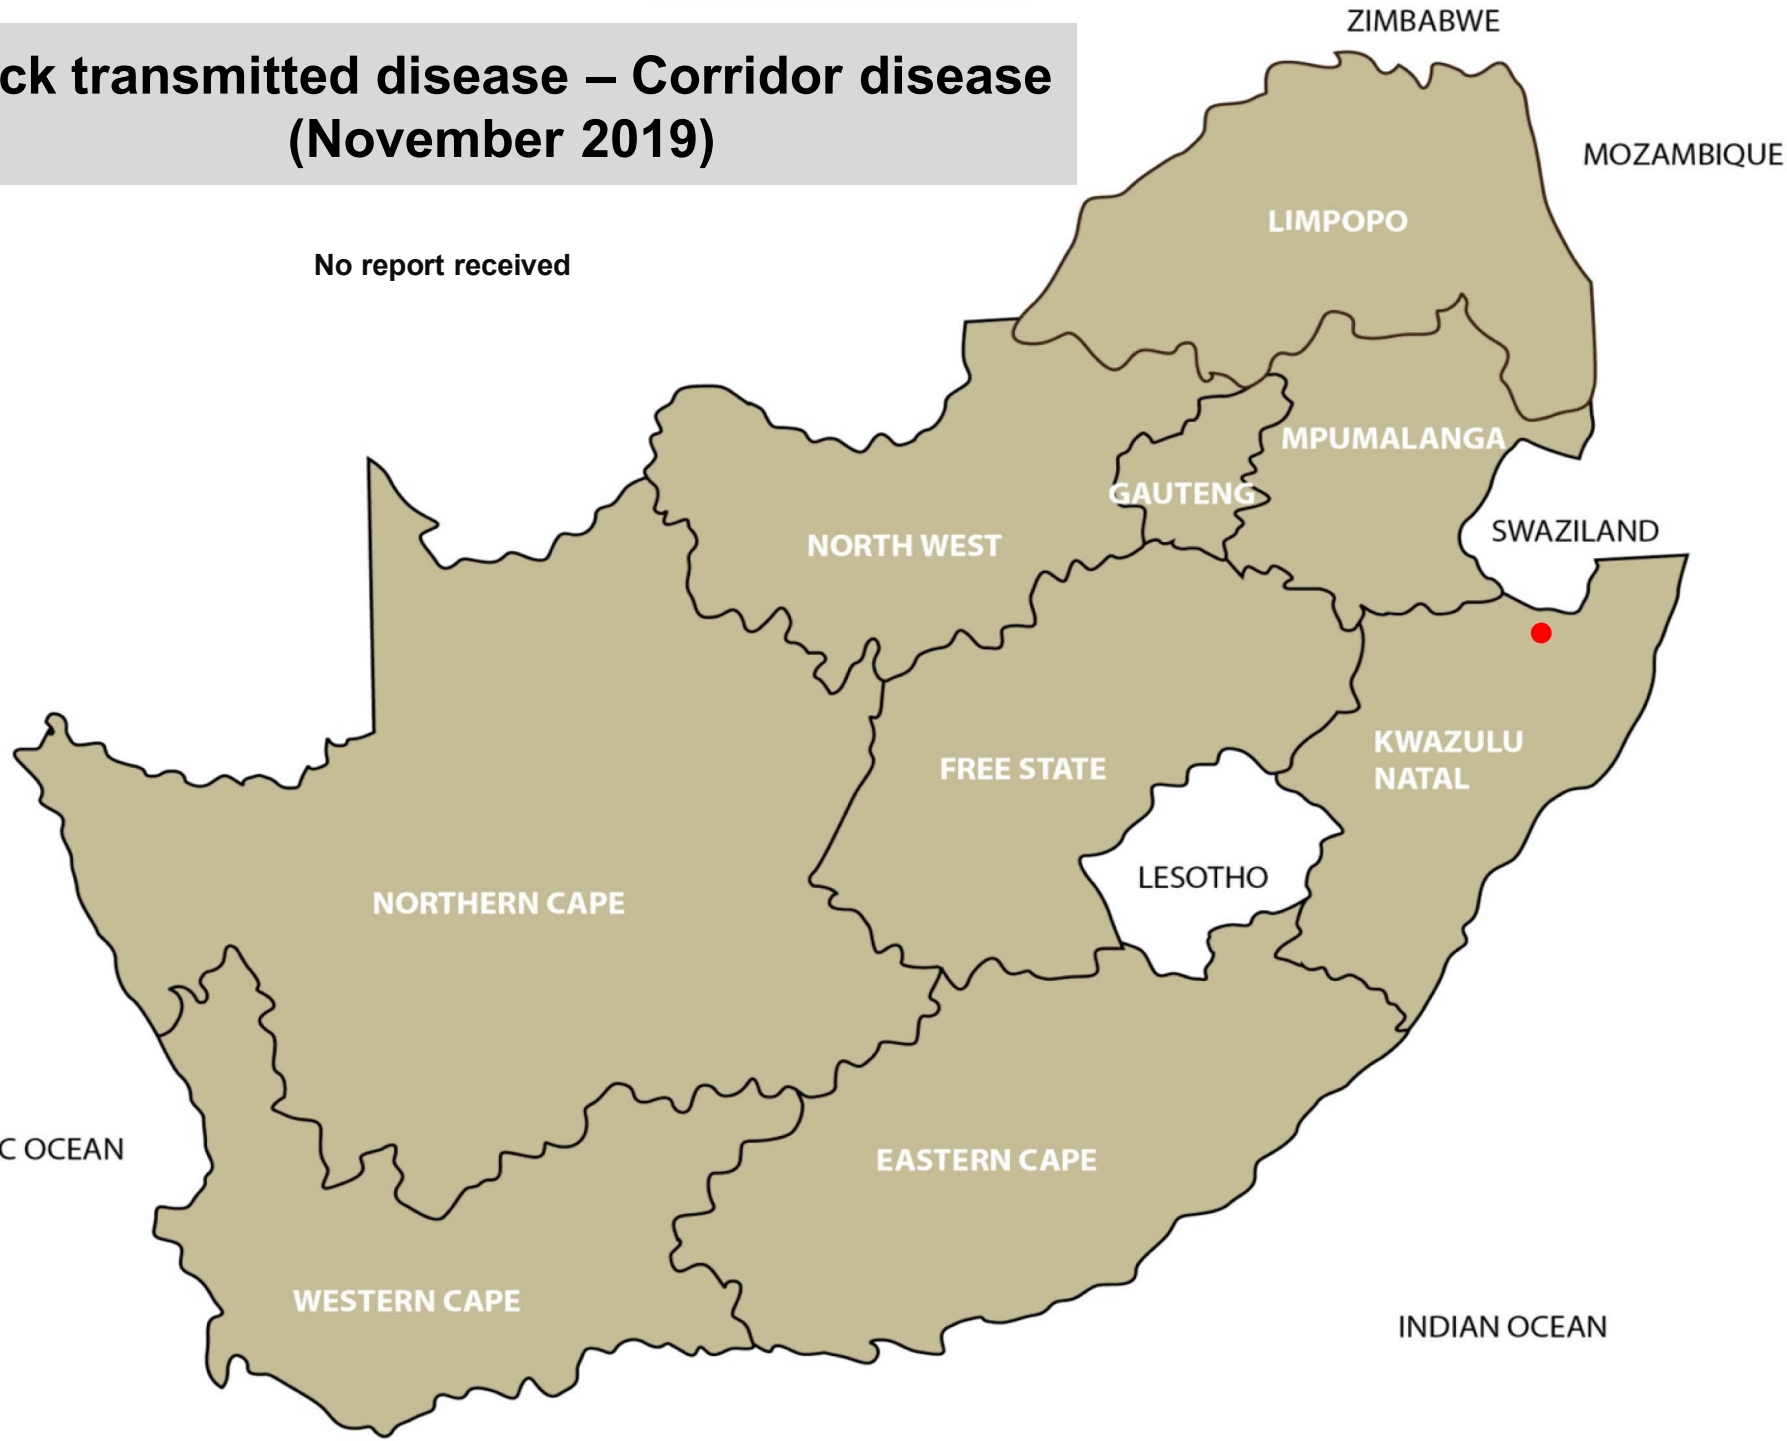 ck transmitted disease – Corridor disease
(November 2019)
No report received
ZIMBABWE
MOZAMBIQUE
LIMPOPO
MPUMALANGA
GAUTENG
NORTH WEST
SWAZILAND
KWAZULU
NATAL
FREE STATE
LESOTHO
NORTHERN CAPE
C OCEAN
EASTERN CAPE
WESTERN CAPE
INDIAN OCEAN